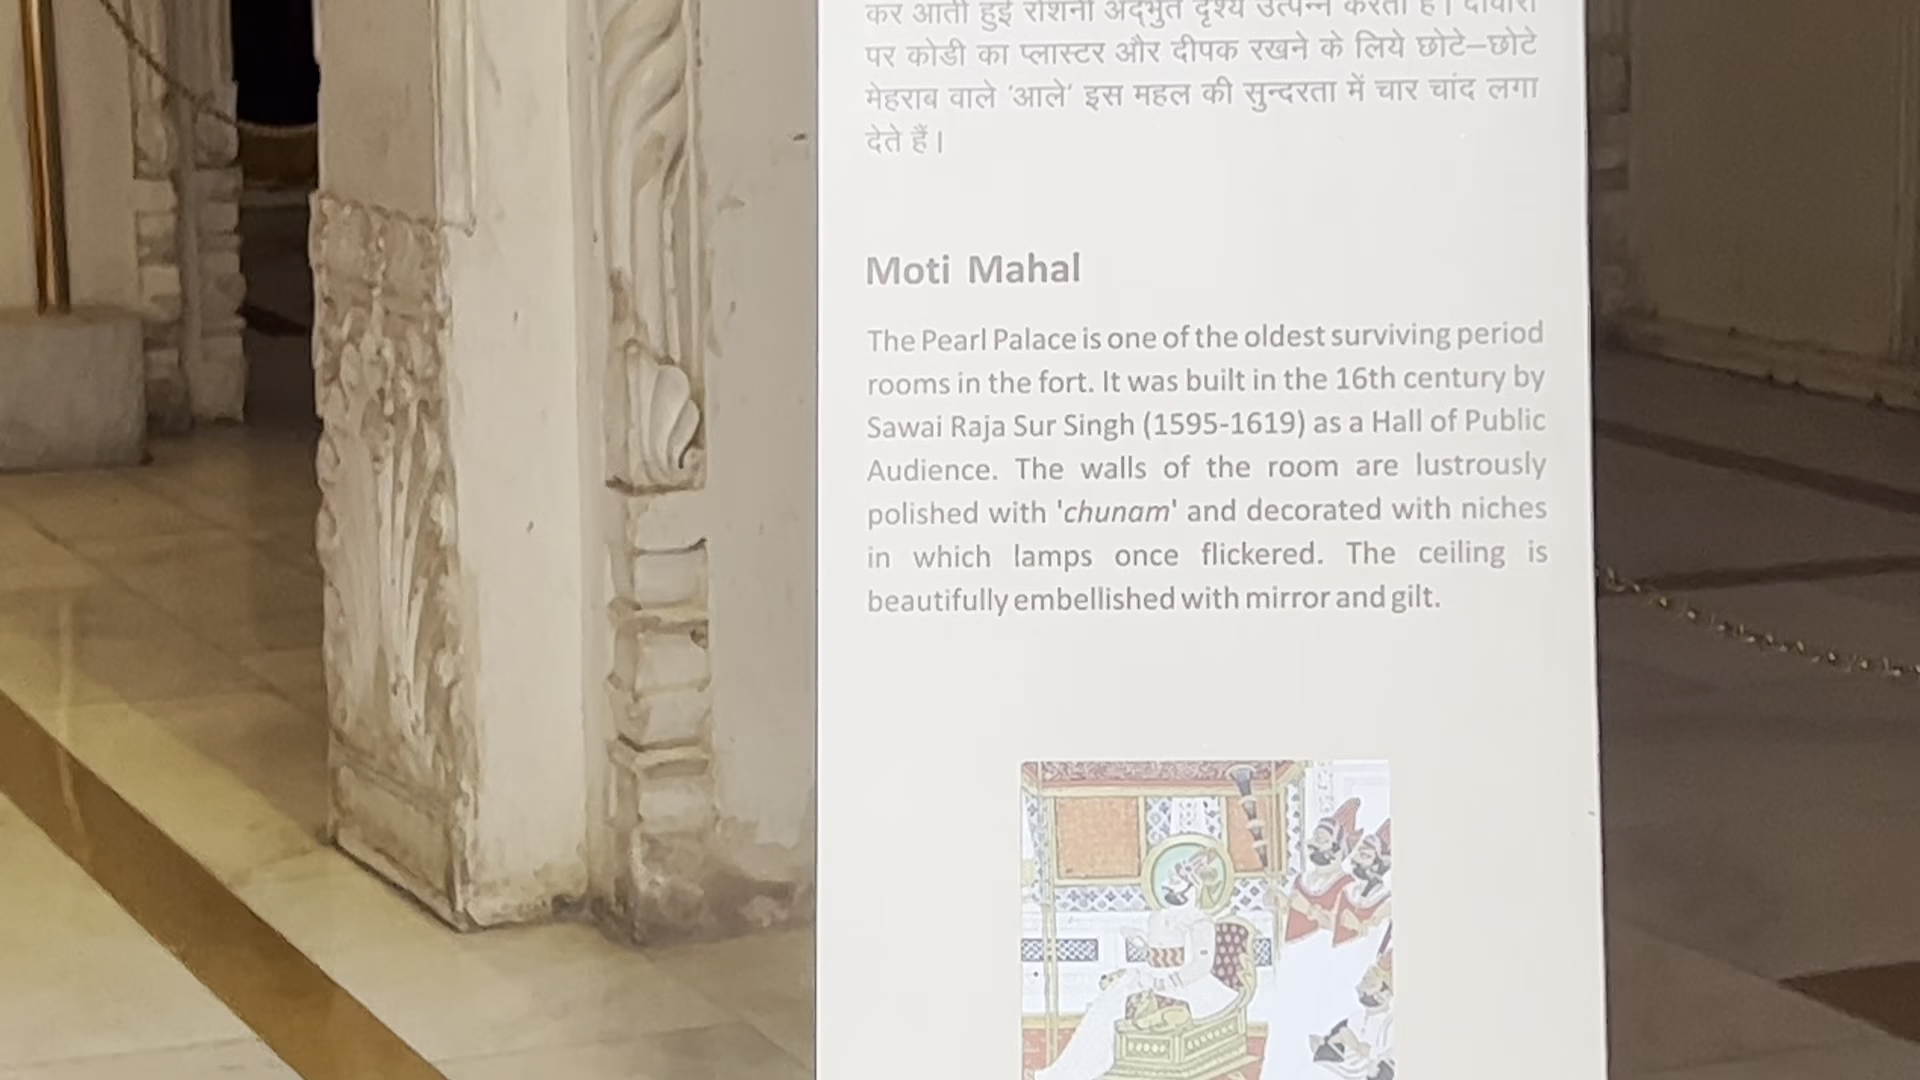 कर आती हुई रोशनी अद्भुत दृश्य उत्पन्न करती है। दीवारों
पर कोडी का प्लास्टर और दीपक रखने के लिये छोटे–छोटे
मेहराब वाले 'आले' इस महल की सुन्दरता में चार चांद लगा
देते हैं।
Moti Mahal
The Pearl Palace is one of the oldest surviving period
rooms in the fort. It was built in the 16th century by
Sawai Raja Sur Singh (1595-1619) as a Hall of Public
Audience. The walls of the room are lustrously
polished with 'chunam' and decorated with niches
in which lamps once flickered. The ceiling is
beautifully embellished with mirror and gilt.